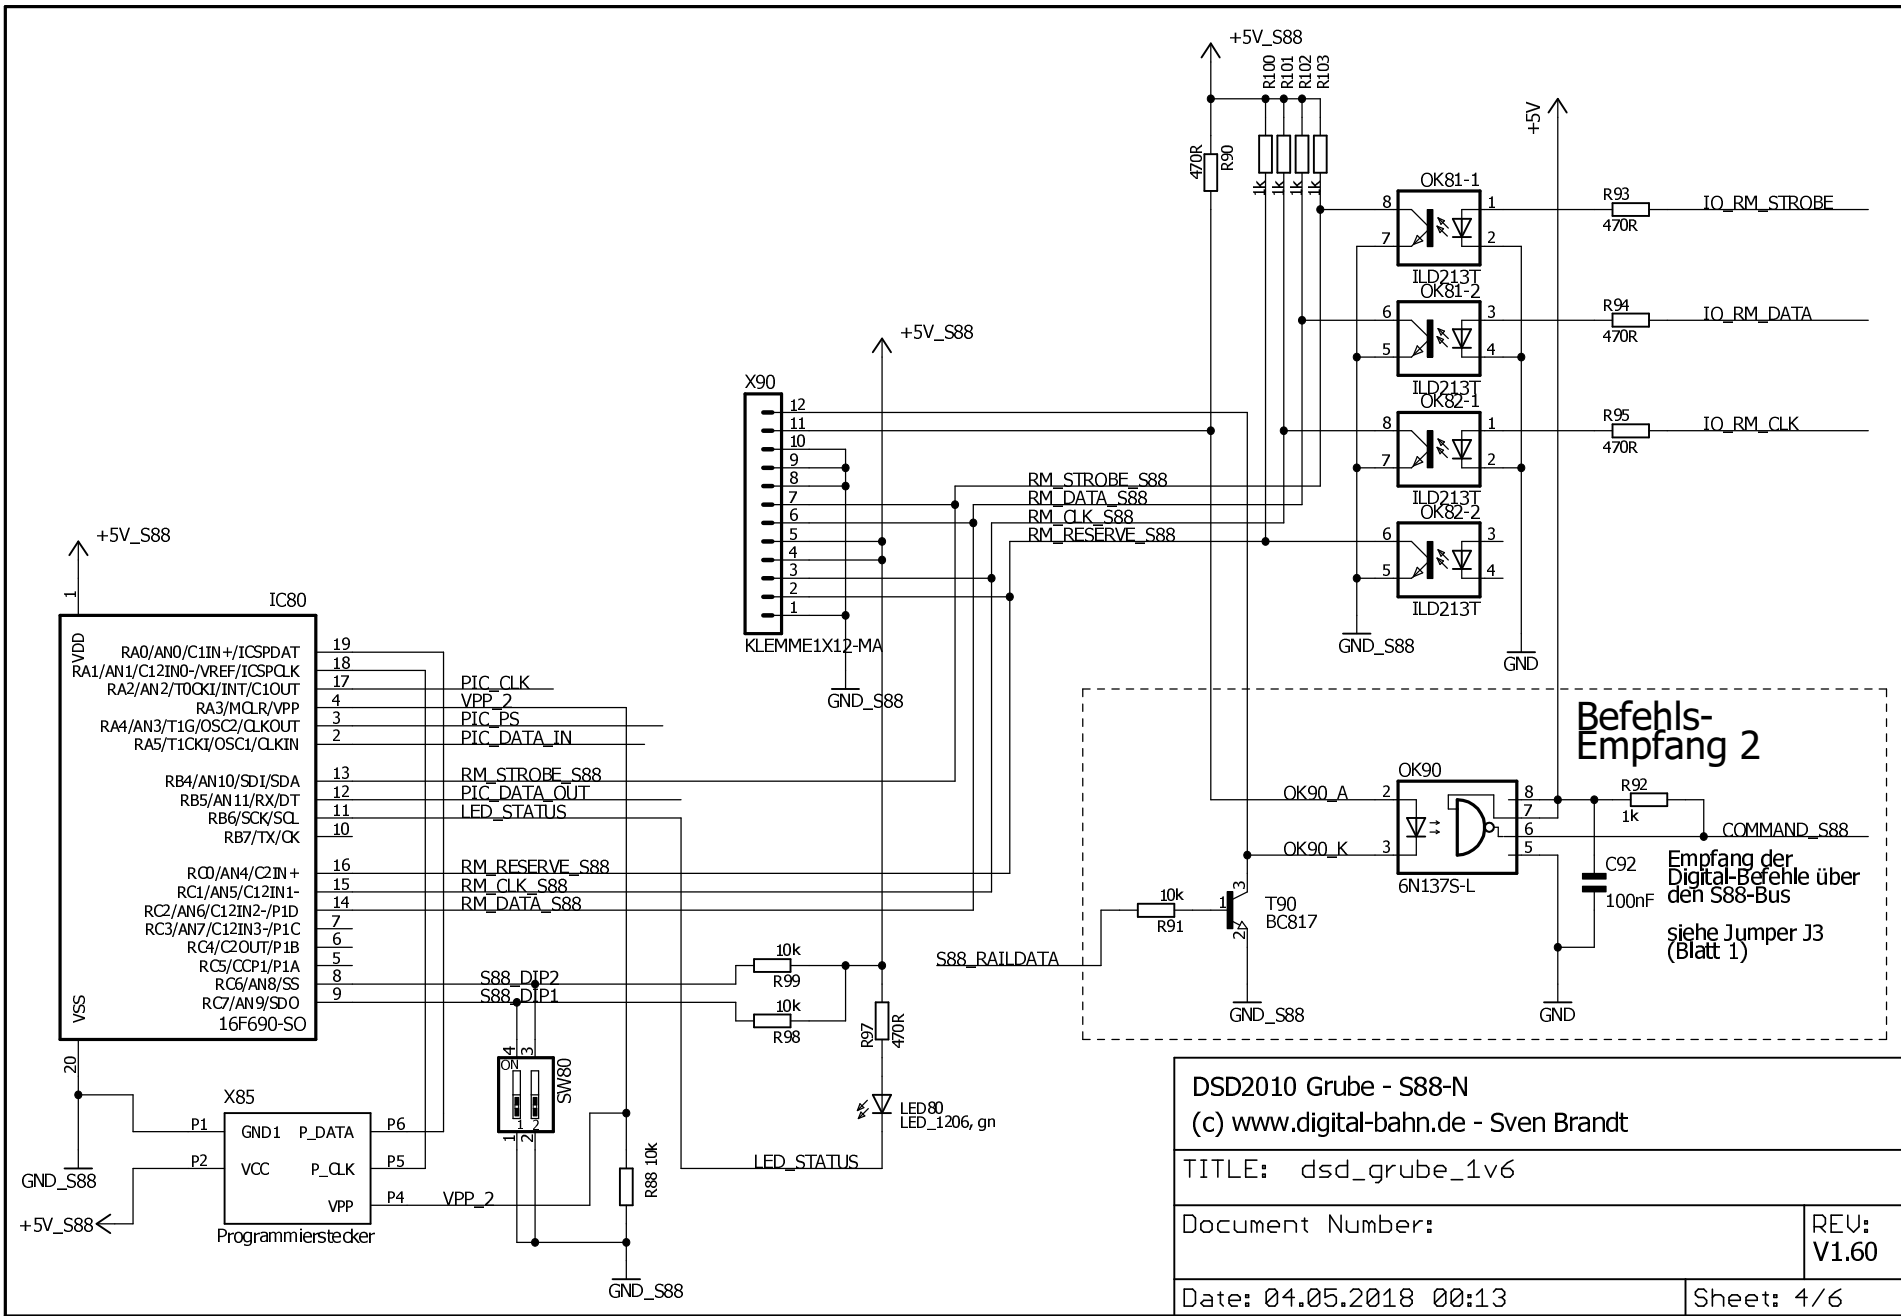 +5V_S88
R100
R101
R102
R103
470R
R90
1k
1k
1k
1k
+5V
OK81-1
8
7
1
2
ILD213T
R93
470R
IO_RM_STROBE
OK81-2
6
5
3
4
ILD213T
R94
470R
IO_RM_DATA
OK82-1
8
7
1
2
ILD213T
R95
470R
IO_RM_CLK
OK82-2
6
5
3
4
ILD213T
GND_S88
GND
+5V_S88
X90
12
11
10
9
8
7
6
5
4
3
2
1
KLEMME1X12-MA
GND_S88
RM_STROBE_S88
RM_DATA_S88
RM_CLK_S88
RM_RESERVE_S88
+5V_S88
1
IC80
VDD
RA0/AN0/C1IN+/ICSPDAT 19
RA1/AN1/C12IN0-/VREF/ICSPCLK 18
RA2/AN2/T0CKI/INT/C1OUT 17 PIC_CLK
RA3/MCLR/VPP 4 VPP_2
RA4/AN3/T1G/OSC2/CLKOUT 3 PIC_PS
RA5/T1CKI/OSC1/CLKIN 2 PIC_DATA_IN
RB4/AN10/SDI/SDA 13 RM_STROBE_S88
RB5/AN11/RX/DT 12 PIC_DATA_OUT
RB6/SCK/SCL 11 LED_STATUS
RB7/TX/CK 10
RC0/AN4/C2IN+ 16 RM_RESERVE_S88
RC1/AN5/C12IN1- 15 RM_CLK_S88
RC2/AN6/C12IN2-/P1D 14 RM_DATA_S88
RC3/AN7/C12IN3-/P1C 7
RC4/C2OUT/P1B 6
RC5/CCP1/P1A 5
RC6/AN8/SS 8 S88_DIP2
RC7/AN9/SDO 9 S88_DIP1
VSS
16F690-SO
20
10k
R99
10k
R98
R97
470R
LED80
LED_1206, gn
LED_STATUS
4
3
ON
1 2
SW80
1
2
R88 10k
GND_S88
X85
P1 GND1 P_DATA P6
P2 VCC P_CLK P5
VPP P4 VPP_2
Programmierstecker
GND_S88
+5V_S88
Befehls-
Empfang 2
OK90
OK90_A 2
OK90_K 3
8
7
6
5
6N137S-L
R92
1k
COMMAND_S88
C92
100nF
Empfang der
Digital-Befehle über
den S88-Bus
siehe Jumper J3
(Blatt 1)
S88_RAILDATA
10k
R91
1
3
2
T90
BC817
GND_S88
GND
DSD2010 Grube - S88-N
(c) www.digital-bahn.de - Sven Brandt
TITLE: dsd_grube_1v6
Document Number:
REV:
V1.60
Date: 04.05.2018 00:13
Sheet: 4/6